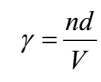 γ = nd/V